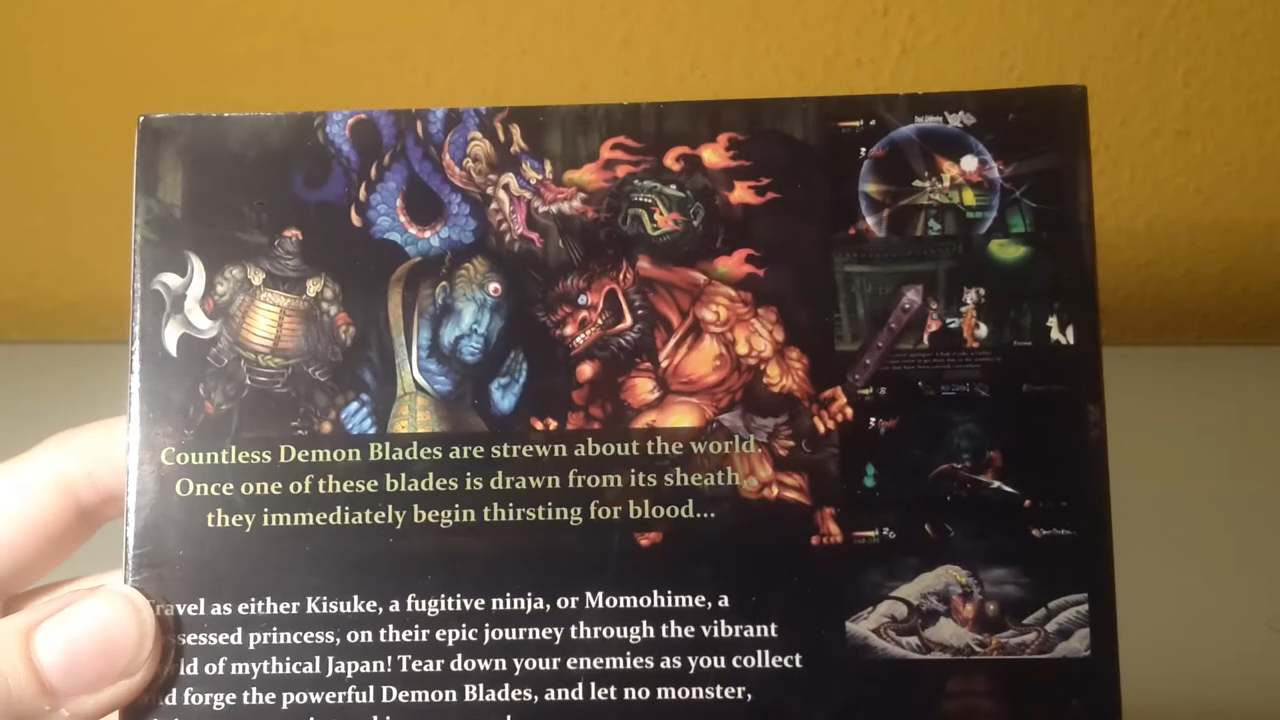 Countless Demon Blades are strewn about the world.
Once one of these blades is drawn from its sheath,
they immediately begin thirsting for blood...
Travel as either Kisuke, a fugitive ninja, or Momohime, a
ssessed princess, on their epic journey through the vibrant
ld of mythical Japan! Tear down your enemies as you collect
d forge the powerful Demon Blades, and let no monster,